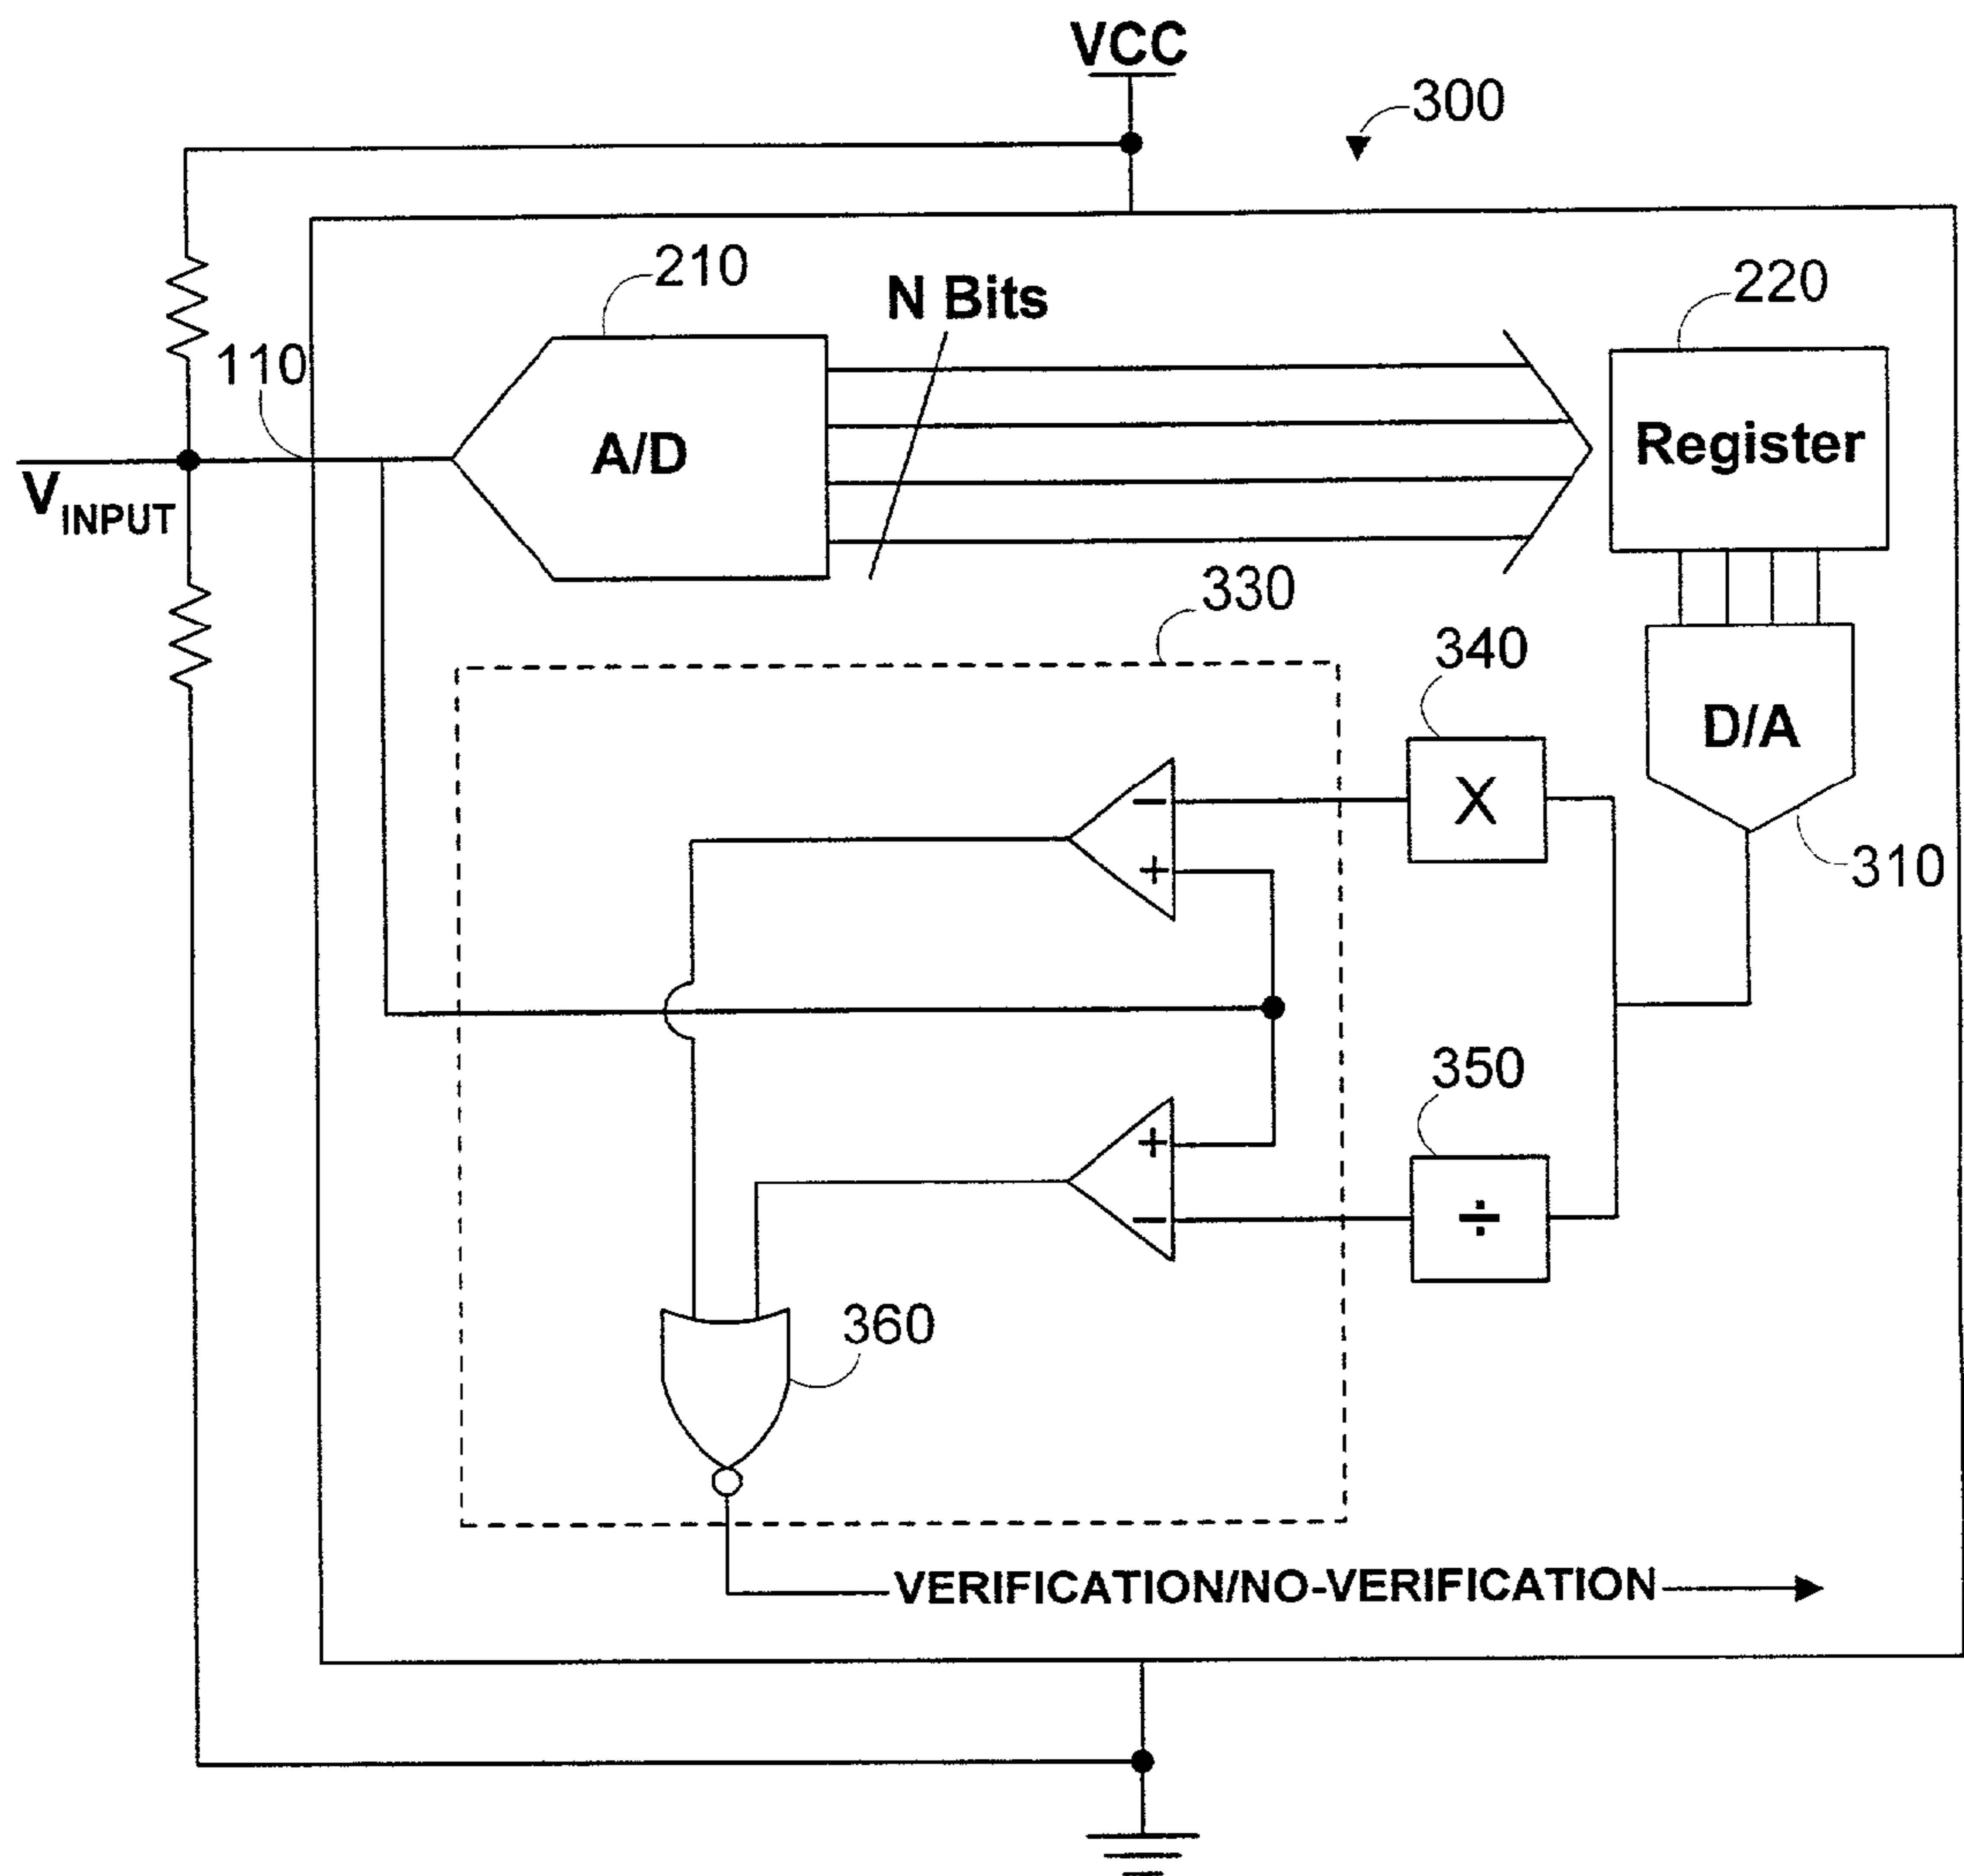 VCC
300
210
N Bits
220
110
A/D
Register
VINPUT
330
340
D/A
X
−
+
310
350
+
−
÷
360
VERIFICATION/NO-VERIFICATION